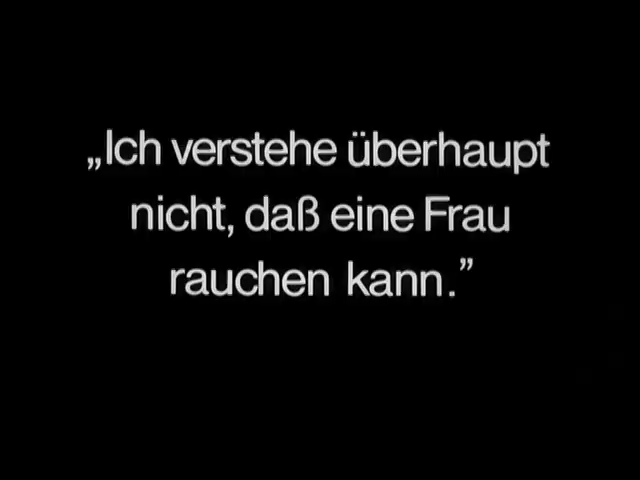 „Ich verstehe überhaupt
nicht, daß eine Frau
rauchen kann.”